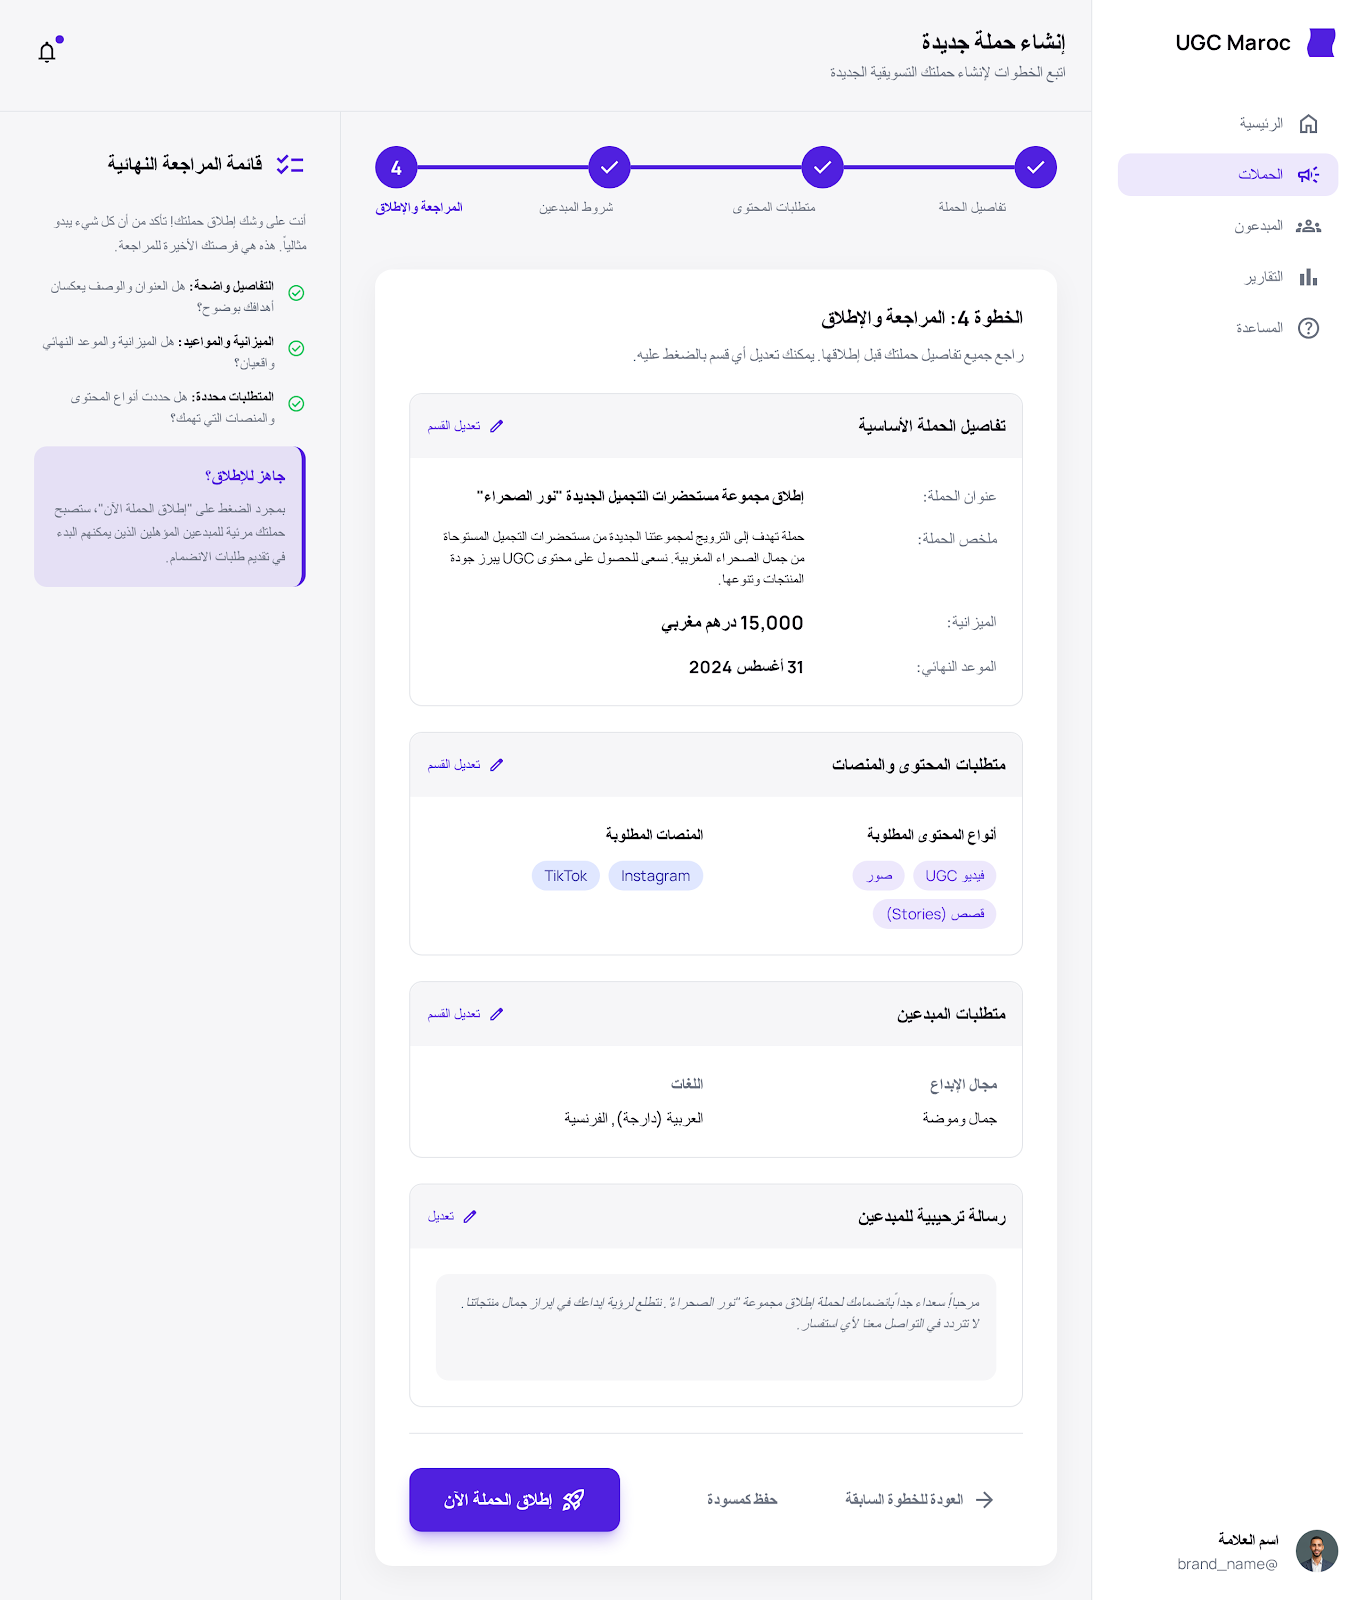 UGC Maroc
الرئيسية
الحملات
المبدعون
التقارير
المساعدة
اسم العلامة
@brand_name
إنشاء حملة جديدة
اتبع الخطوات لإنشاء حملتك التسويقية الجديدة
تفاصيل الحملة
متطلبات المحتوى
شروط المبدعين
4
المراجعة والإطلاق
الخطوة 4: المراجعة والإطلاق
راجع جميع تفاصيل حملتك قبل إطلاقها. يمكنك تعديل أي قسم بالضغط عليه.
تفاصيل الحملة الأساسية
تعديل القسم
عنوان الحملة:
إطلاق مجموعة مستحضرات التجميل الجديدة "نور الصحراء"
ملخص الحملة:
حملة تهدف إلى الترويج لمجموعتنا الجديدة من مستحضرات التجميل المستوحاة
من جمال الصحراء المغربية. نسعى للحصول على محتوى UGC يبرز جودة
المنتجات وتنوعها.
الميزانية:
15,000 درهم مغربي
الموعد النهائي:
31 أغسطس 2024
متطلبات المحتوى والمنصات
تعديل القسم
أنواع المحتوى المطلوبة
فيديو UGC
صور
قصص (Stories)
المنصات المطلوبة
Instagram
TikTok
متطلبات المبدعين
تعديل القسم
مجال الإبداع
جمال وموضة
اللغات
العربية (دارجة), الفرنسية
رسالة ترحيبية للمبدعين
تعديل
مرحباً! سعداء جداً بانضمامك لحملة إطلاق مجموعة "نور الصحراء". نتطلع لرؤية إبداعك في إبراز جمال منتجاتنا.
لا تتردد في التواصل معنا لأي استفسار.
العودة للخطوة السابقة
حفظ كمسودة
إطلاق الحملة الآن
قائمة المراجعة النهائية
أنت على وشك إطلاق حملتك! تأكد من أن كل شيء يبدو
مثالياً. هذه هي فرصتك الأخيرة للمراجعة.
التفاصيل واضحة: هل العنوان والوصف يعكسان
أهدافك بوضوح؟
الميزانية والمواعيد: هل الميزانية والموعد النهائي
واقعيان؟
المتطلبات محددة: هل حددت أنواع المحتوى
والمنصات التي تهمك؟
جاهز للإطلاق؟
بمجرد الضغط على "إطلاق الحملة الآن"، ستصبح
حملتك مرئية للمبدعين المؤهلين الذين يمكنهم البدء
في تقديم طلبات الانضمام.